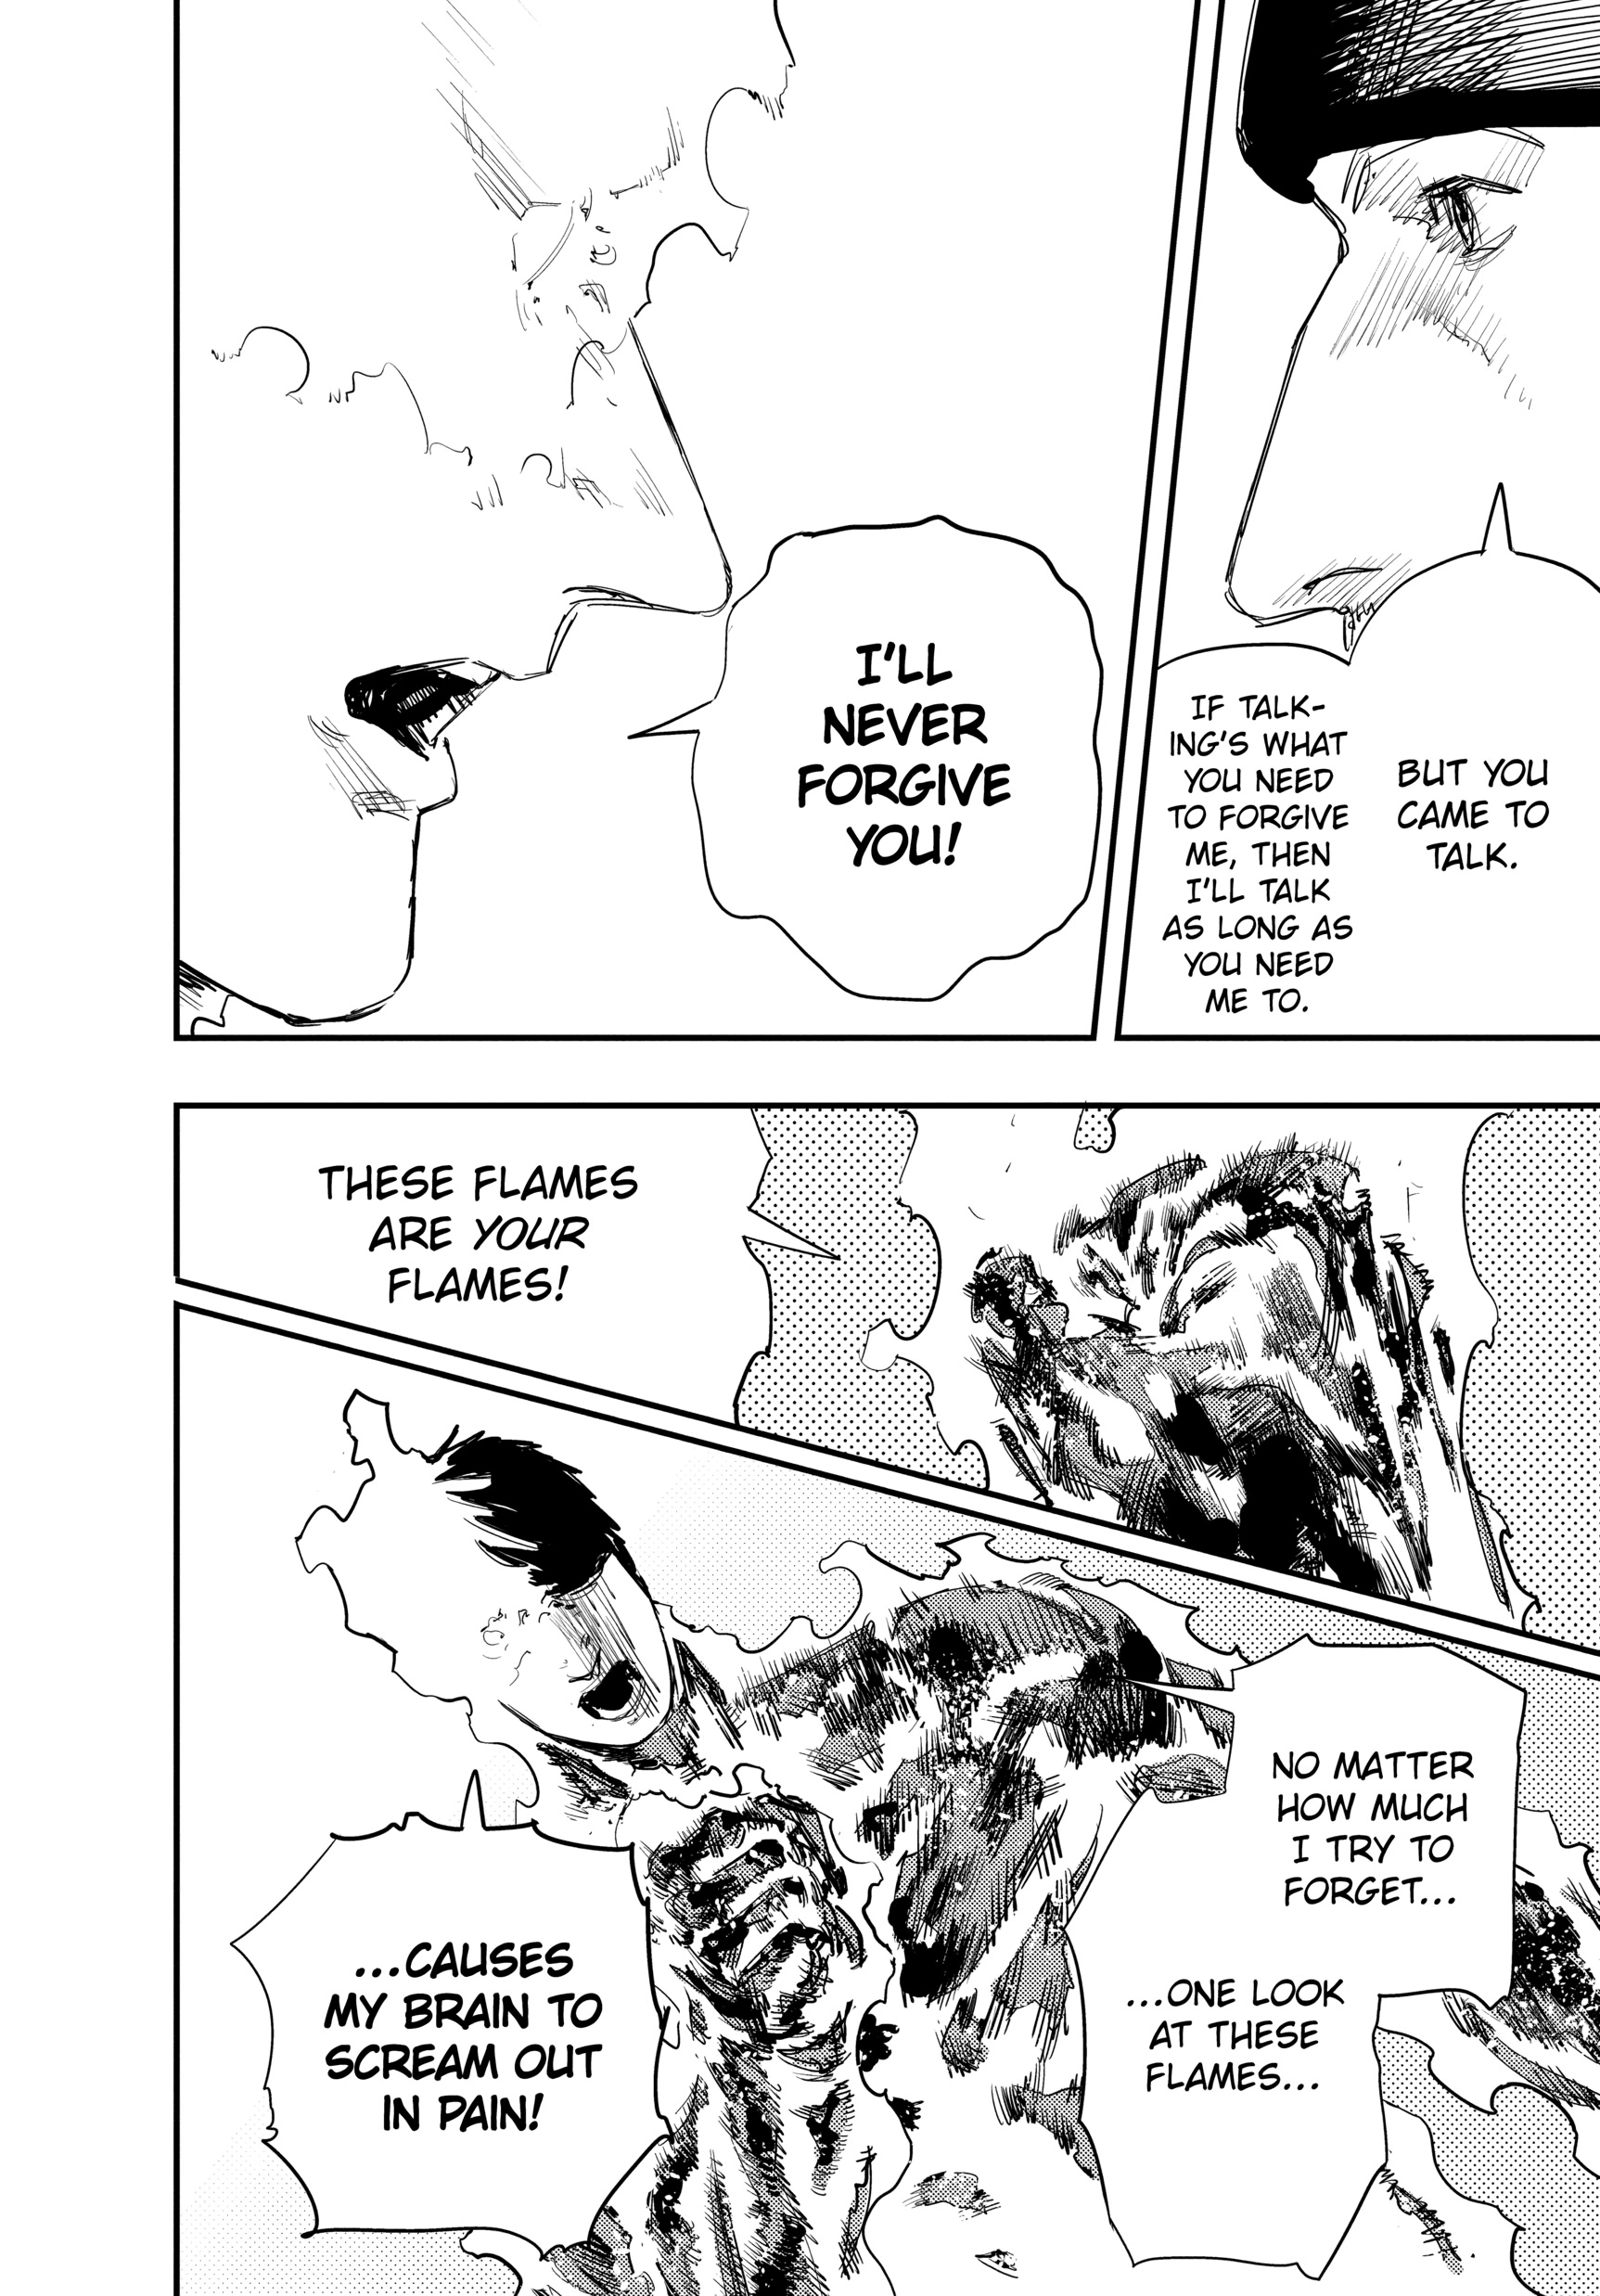 BUT YOU
CAME TO
TALK.
IF TALK-
ING'S WHAT
YOU NEED
TO FORGIVE
ME, THEN
I'LL TALK
AS LONG AS
YOU NEED
ME TO.
I'LL
NEVER
FORGIVE
YOU!
THESE FLAMES
ARE YOUR
FLAMES!
NO MATTER
HOW MUCH
I TRY TO
FORGET...
...ONE LOOK
AT THESE
FLAMES...
...CAUSES
MY BRAIN TO
SCREAM OUT
IN PAIN!